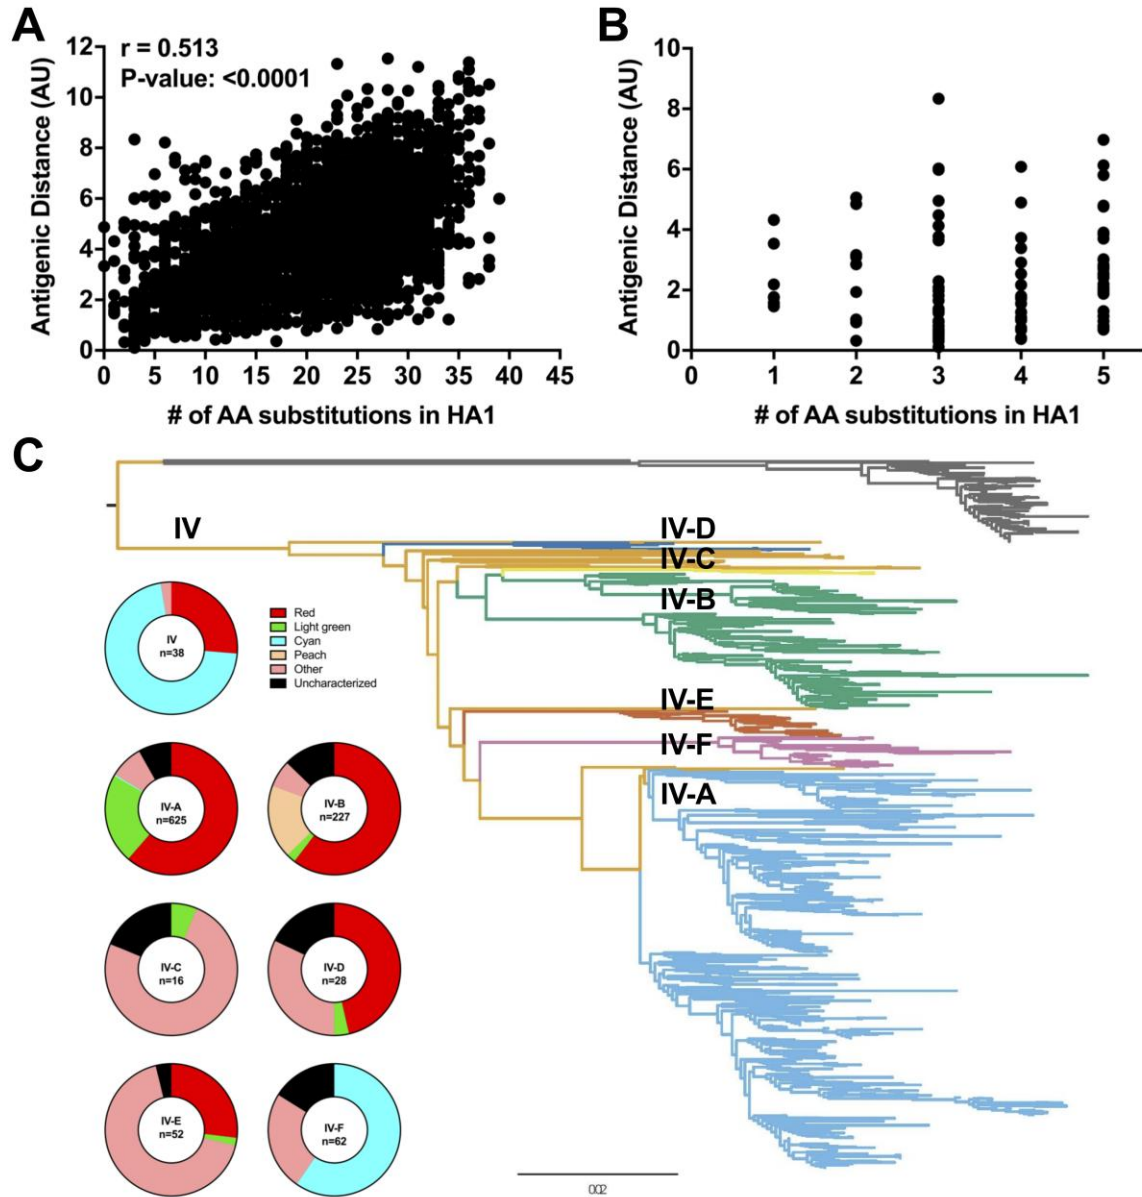 A
r = 0.513
P-value: <0.0001
Antigenic Distance (AU)
12
10
8
6
4
2
0
0 5 10 15 20 25 30 35 40 45
# of AA substitutions in HA1
B
Antigenic Distance (AU)
10
8
6
4
2
0
0 1 2 3 4 5
# of AA substitutions in HA1
C
IV
IV-D
IV-C
IV-B
IV-E
IV-F
IV-A
IV
n=38
Red
Light green
Cyan
Peach
Other
Uncharacterized
IV-A
n=625
IV-B
n=227
IV-C
n=16
IV-D
n=28
IV-E
n=52
IV-F
n=62
0.02